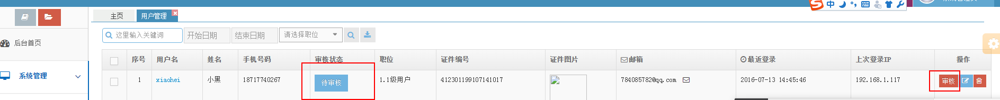 中
主页 用户管理
这里输入关键词 开始日期 结束日期 请选择职位
后台首页
序号 用户名 姓名 手机号码 审核状态 职位 证件编号 证件图片 邮箱 最近登录 上次登录IP 操作
系统管理
1 xiaohei 小黑 18717740267 待审核 1.1级用户 412301199107141017 784085782@qq.com 2016-07-13 14:45:46 192.168.1.117 审核